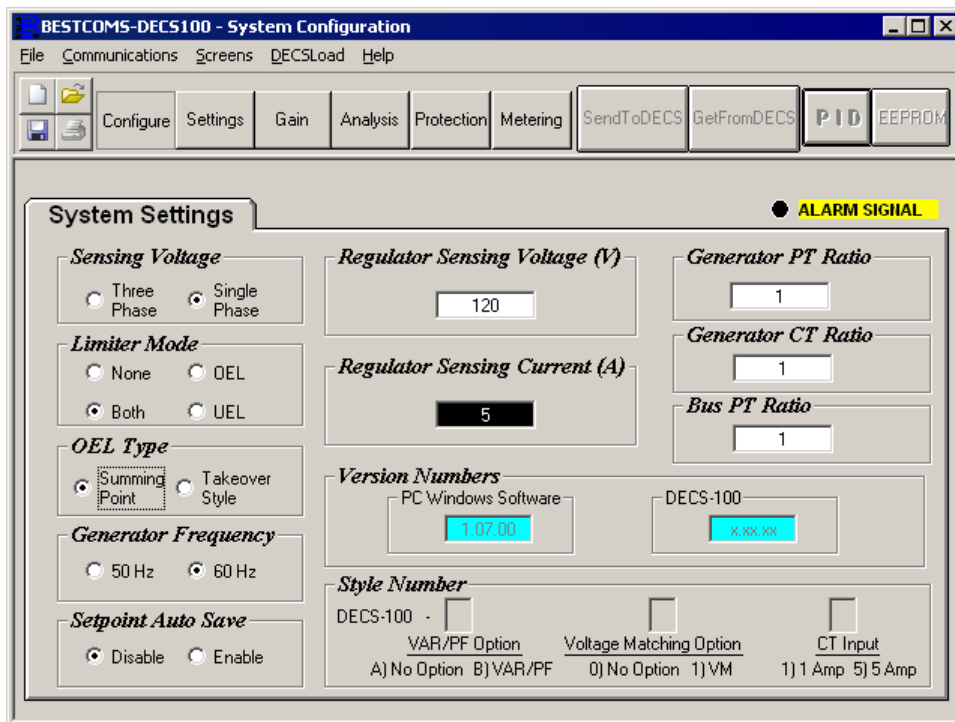 BESTCOMS-DECS100 - System Configuration
File Communications Screens DECSLoad Help
Configure Settings Gain Analysis Protection Metering SendToDECS GetFromDECS PID EEPROM
System Settings
ALARM SIGNAL
Sensing Voltage
Three Phase
Single Phase
Limiter Mode
None
OEL
Both
UEL
OEL Type
Summing Point
Takeover Style
Generator Frequency
50 Hz
60 Hz
Setpoint Auto Save
Disable
Enable
Regulator Sensing Voltage (V)
120
Regulator Sensing Current (A)
5
Generator PT Ratio
1
Generator CT Ratio
1
Bus PT Ratio
1
Version Numbers
PC Windows Software
1.07.00
DECS-100
x.xx.xx
Style Number
DECS-100 -
VAR/PF Option
A) No Option B) VAR/PF
Voltage Matching Option
0) No Option 1) VM
CT Input
1) 1 Amp 5) 5 Amp